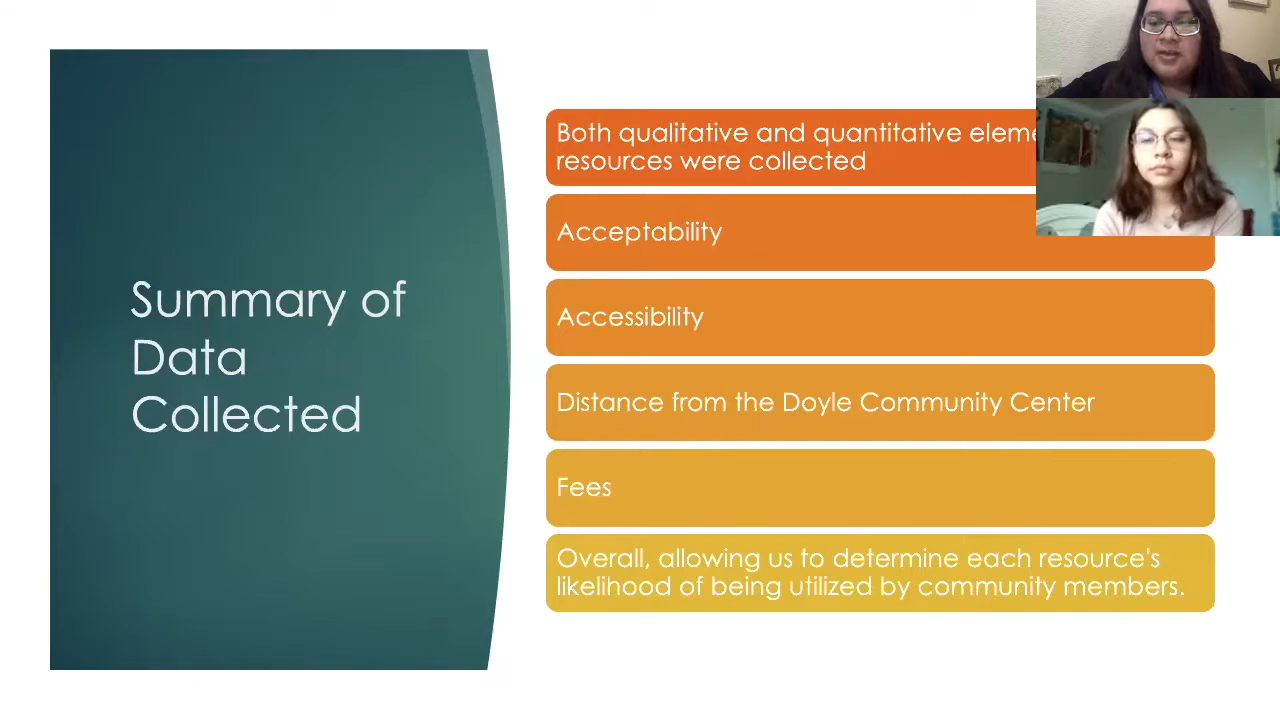 Summary of
Data
Collected
Both qualitative and quantitative
resources were collected
Acceptability
Accessibility
Distance from the Doyle Community Center
Fees
Overall, allowing us to determine each resource's
likelihood of being utilized by community members.